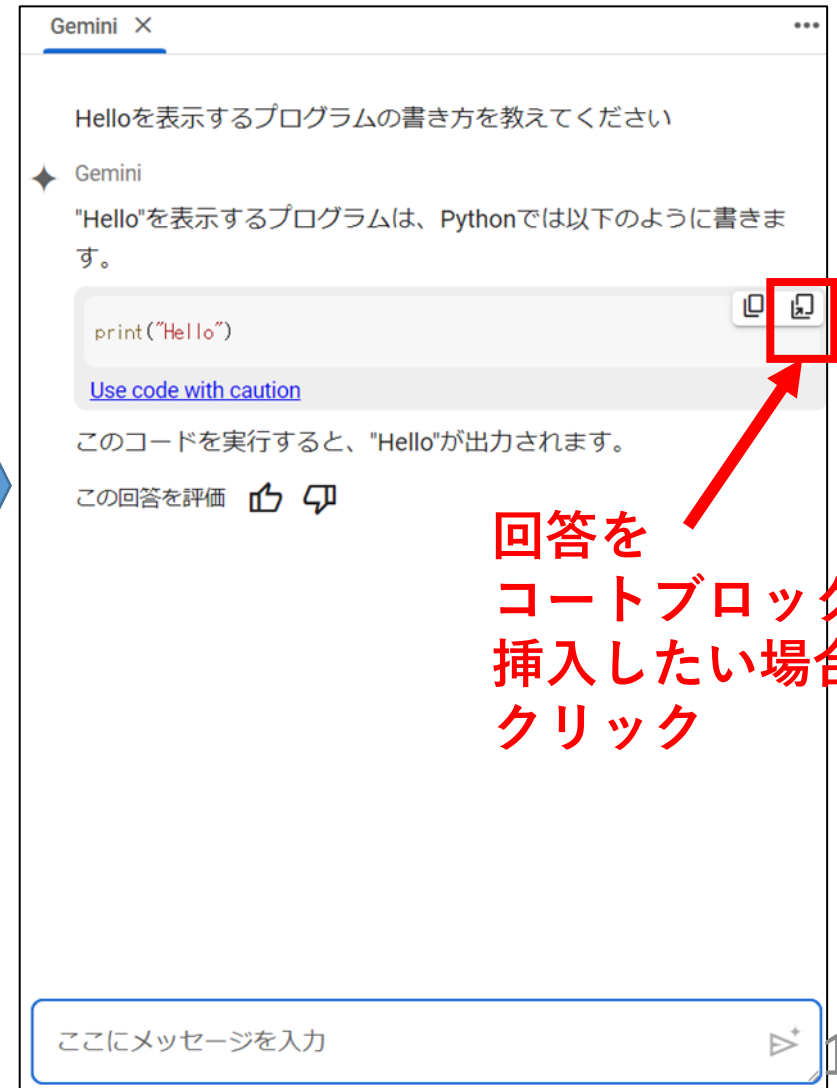 Gemini
Helloを表示するプログラムの書き方を教えてください
Gemini
"Hello"を表示するプログラムは、Pythonでは以下のように書きま
す。
print("Hello")
Use code with caution
このコードを実行すると、"Hello"が出力されます。
この回答を評価
回答を
コートブロック
挿入したい場合
クリック
ここにメッセージを入力
1